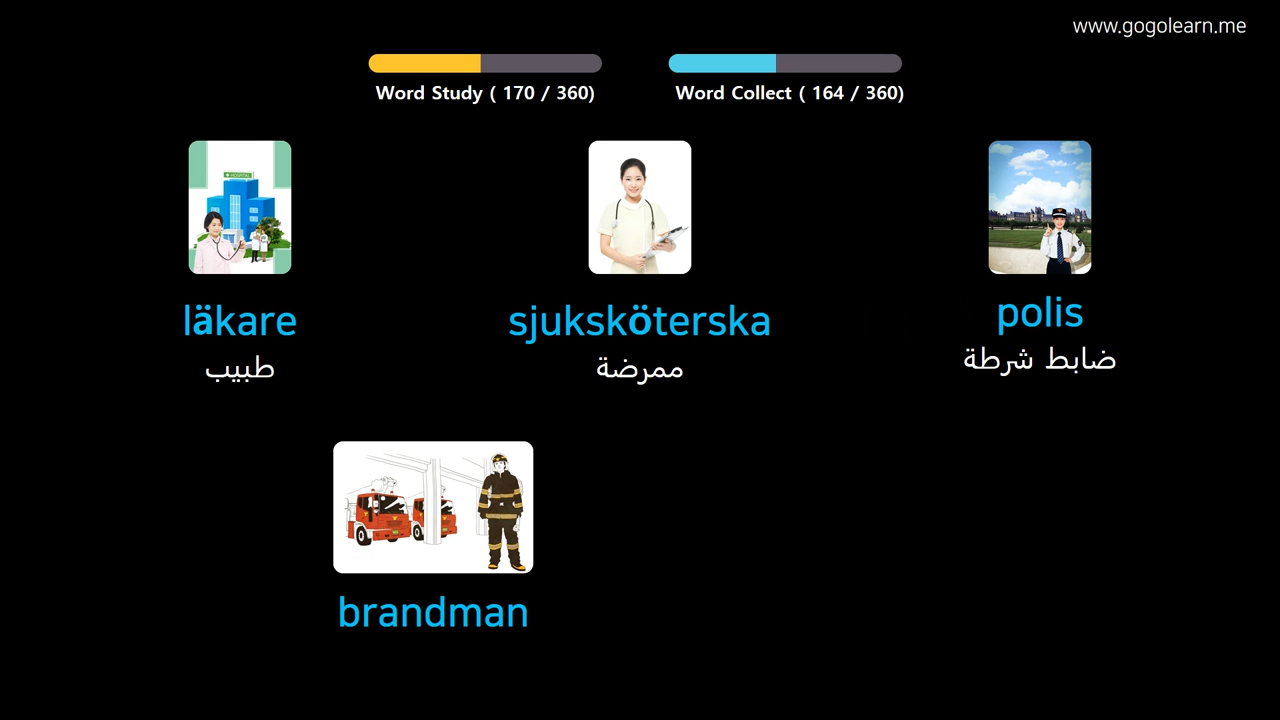 www.gogolearn.me
Word Study ( 170 / 360)
Word Collect ( 164 / 360)
HOSPITAL
läkare
sjuksköterska
polis
طبيب
ممرضة
ضابط شرطة
brandman